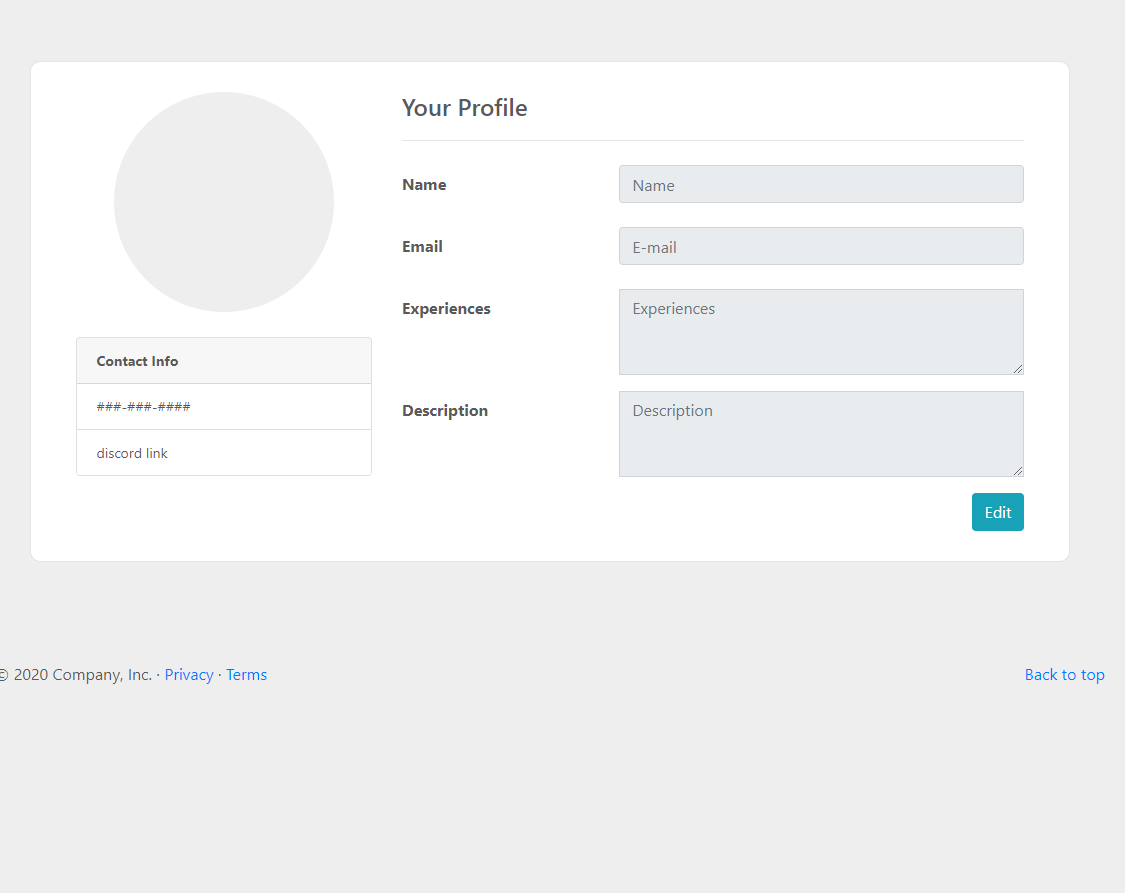 Your Profile
Name
Name
Email
E-mail
Experiences
Experiences
Description
Description
Edit
Contact Info
###-###-####
discord link
© 2020 Company, Inc. · Privacy · Terms
Back to top